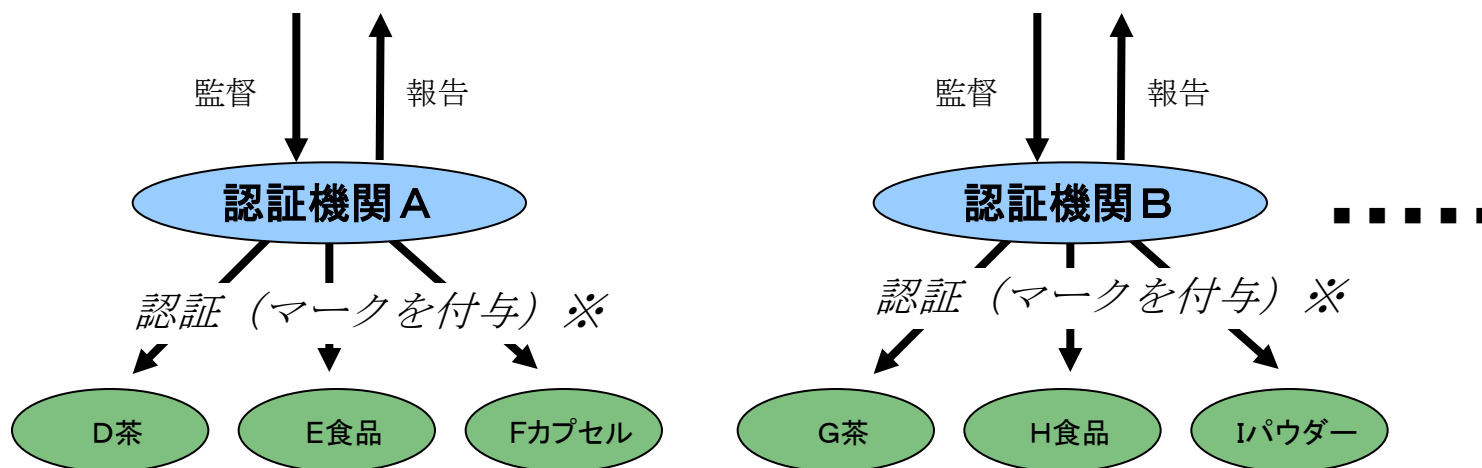 監督
報告
監督
報告
認証機関A
認証機関B
認証(マークを付与)※
認証(マークを付与)※
D茶
E食品
Fカプセル
G茶
H食品
Iパウダー